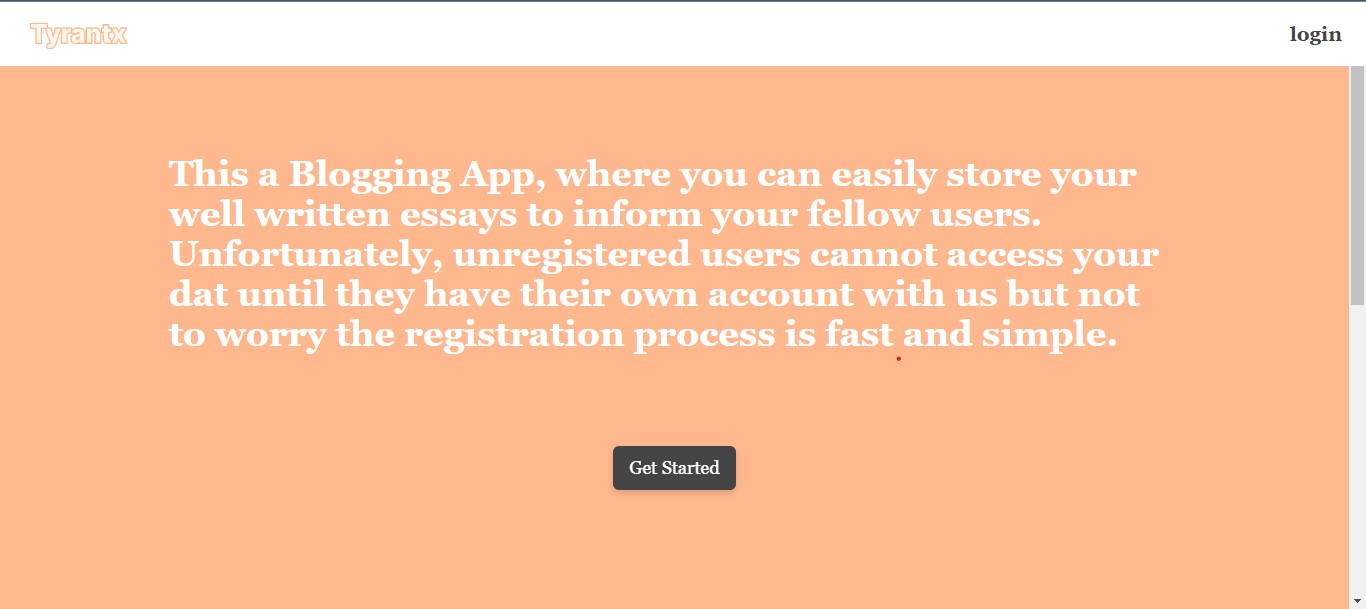 Tyrantx
login
This a Blogging App, where you can easily store your
well written essays to inform your fellow users.
Unfortunately, unregistered users cannot access your
dat until they have their own account with us but not
to worry the registration process is fast and simple.
Get Started